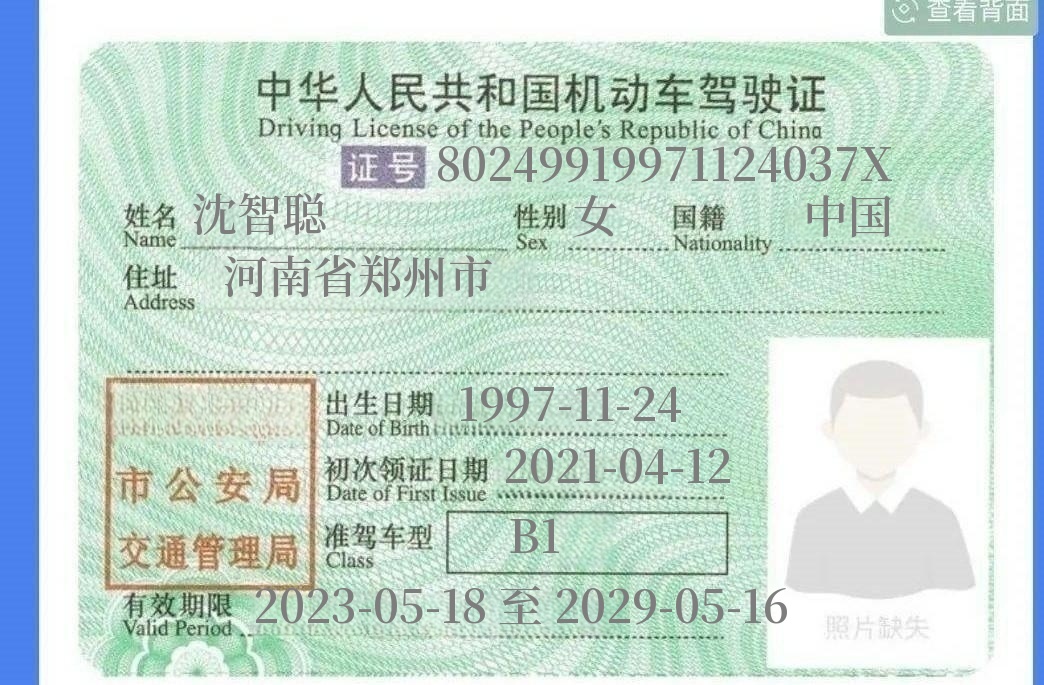 查看背面
中华人民共和国机动车驾驶证
Driving License of the People's Republic of China
证号 80249919971124037X
姓名 沈智聪 性别 女 国籍 中国
Name Sex Nationality
住址 河南省郑州市
Address
出生日期 1997-11-24
Date of Birth
初次领证日期 2021-04-12
Date of First Issue
市公安局
准驾车型 B1
Class
交通管理局
有效期限 2023-05-18 至 2029-05-16
Valid Period
照片缺失